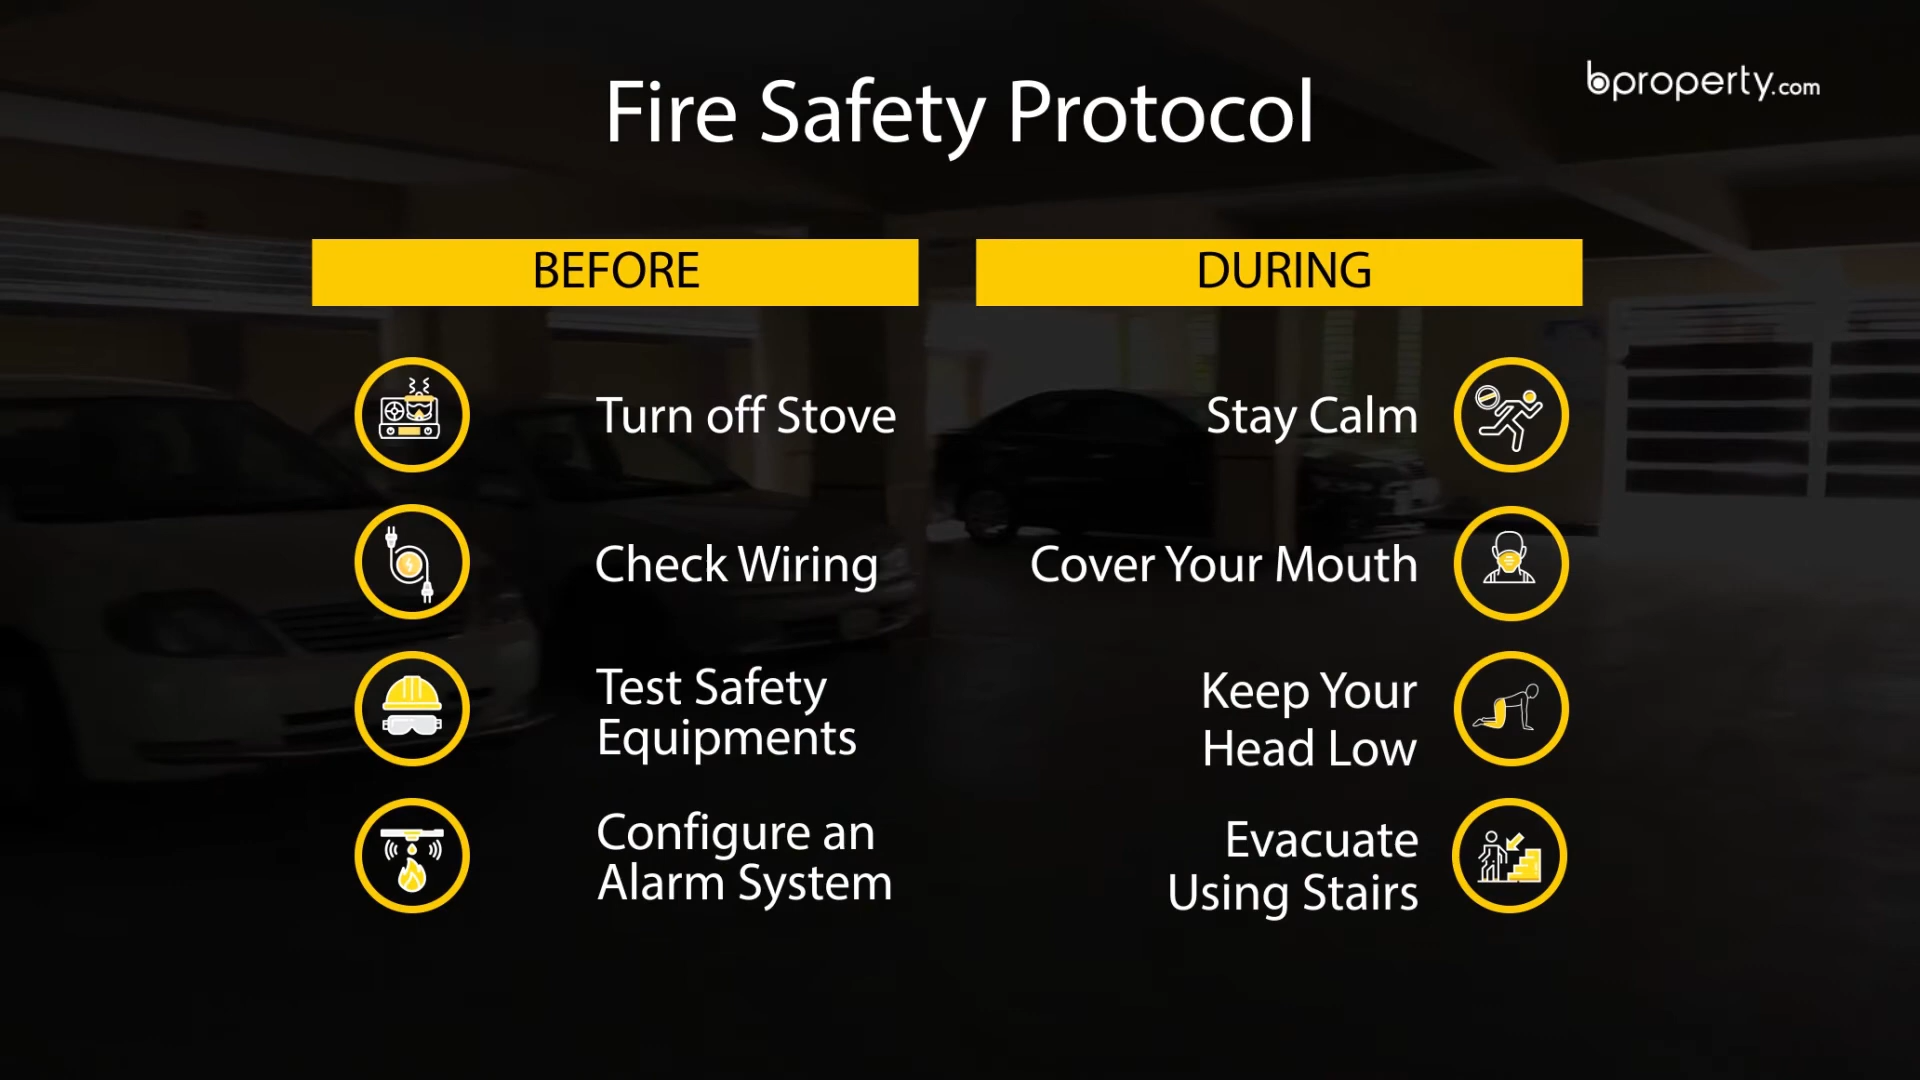 bproperty.com
Fire Safety Protocol
BEFORE
Turn off Stove
Check Wiring
Test Safety
Equipments
Configure an
Alarm System
DURING
Stay Calm
Cover Your Mouth
Keep Your
Head Low
Evacuate
Using Stairs